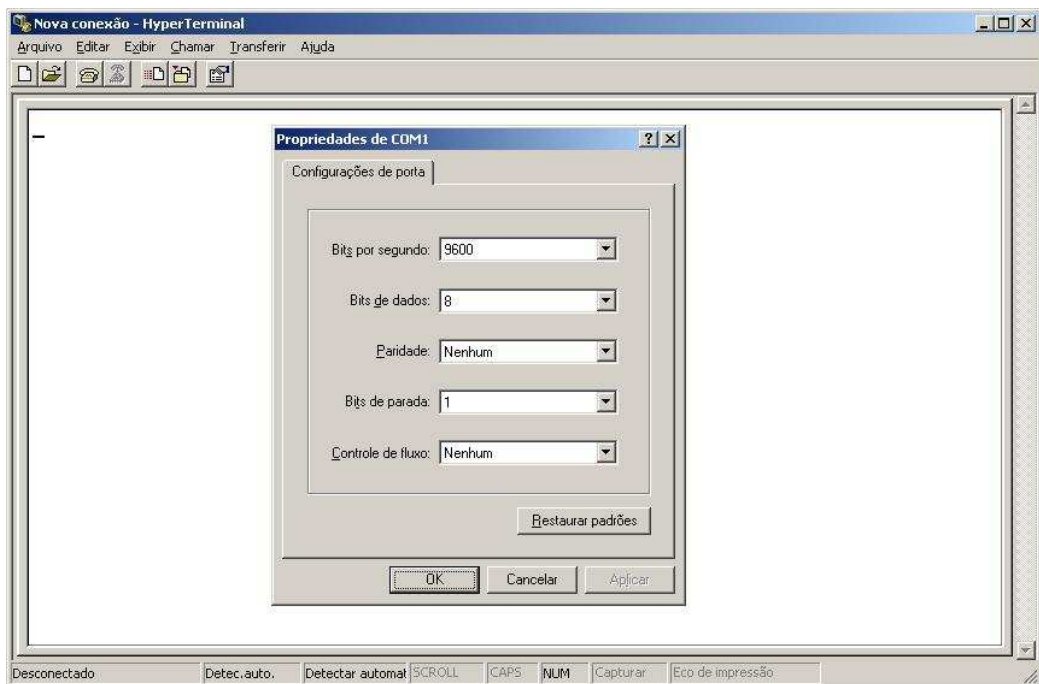 Nova conexão - HyperTerminal
Arquivo Editar Exibir Chamar Transferir Ajuda
Propriedades de COM1
Configurações de porta
Bits por segundo: 9600
Bits de dados: 8
Paridade: Nenhum
Bits de parada: 1
Controle de fluxo: Nenhum
Restaurar padrões
OK Cancelar Aplicar
Desconectado Detec.auto. Detectar automat SCROLL CAPS NUM Capturar Eco de impressão